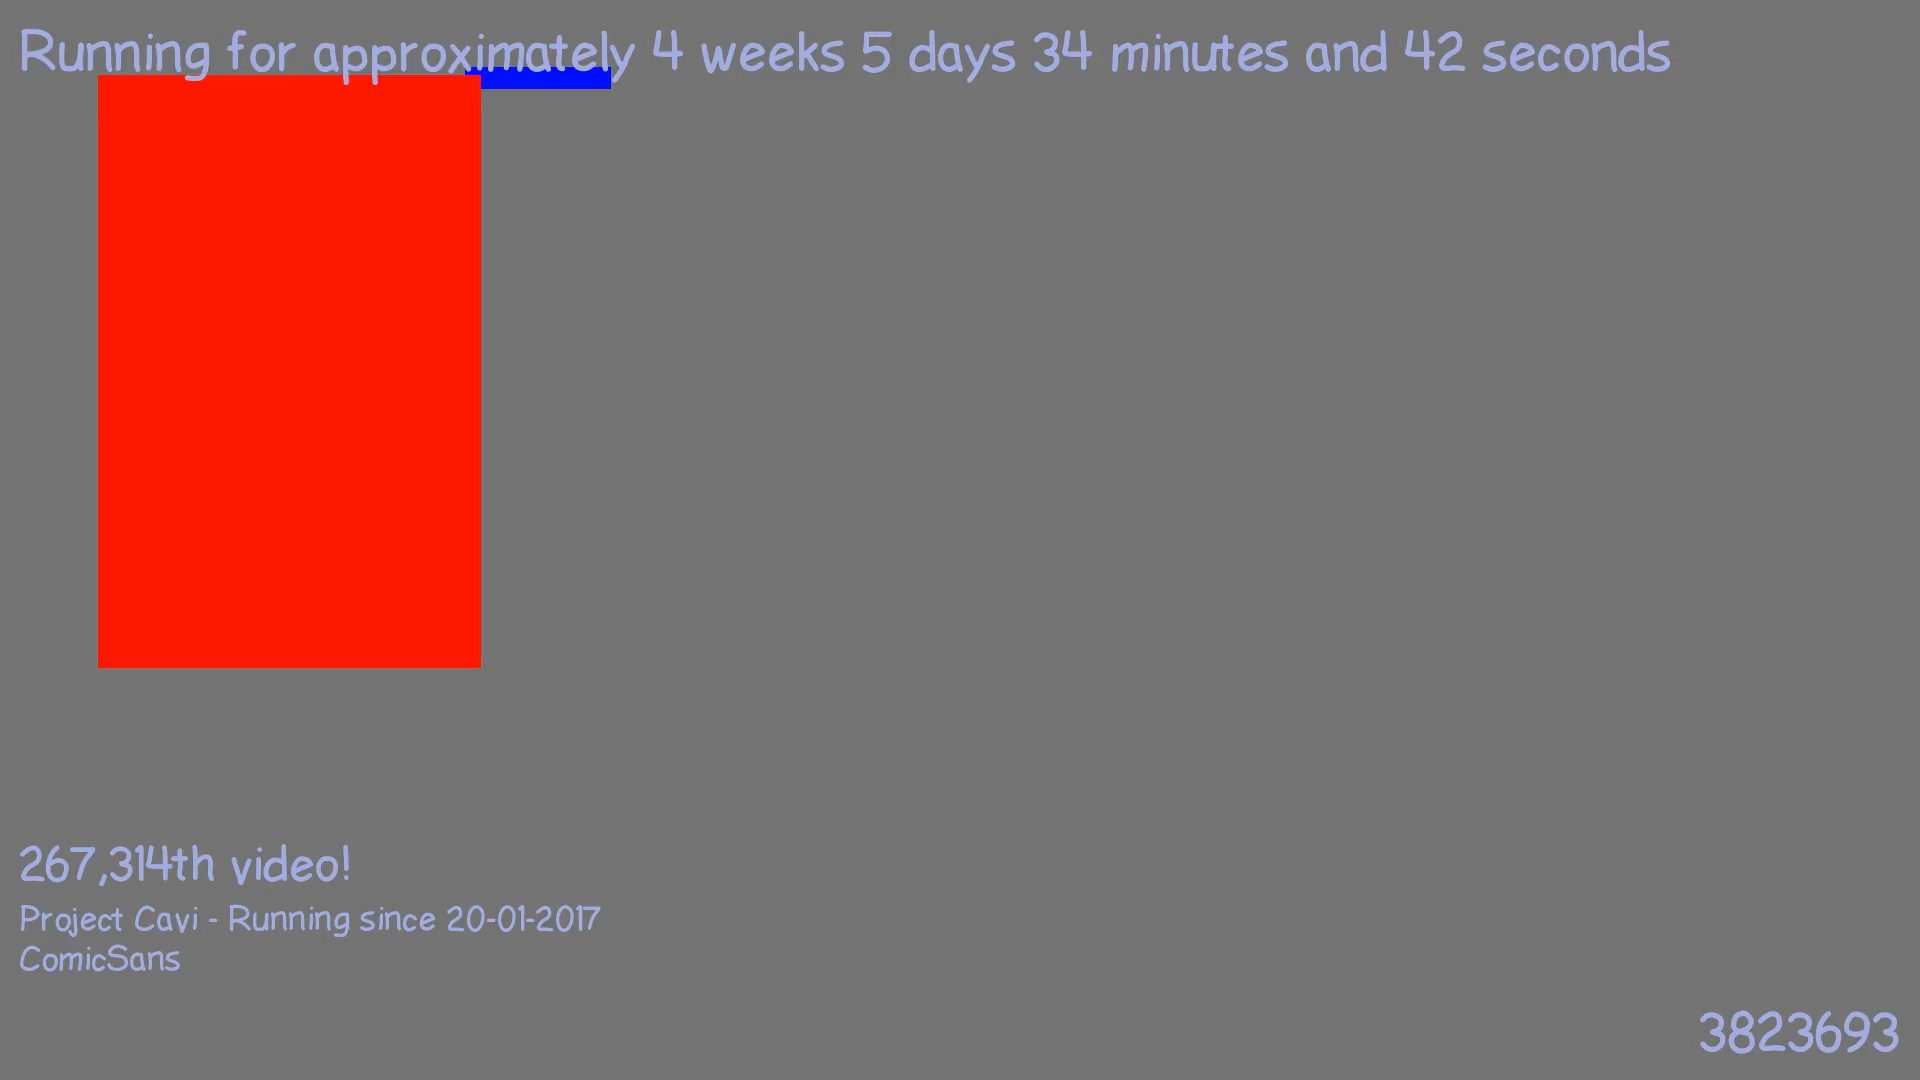 Running for approximately 4 weeks 5 days 34 minutes and 42 seconds
267,314th video!
Project Cavi - Running since 20-01-2017
ComicSans
3823693